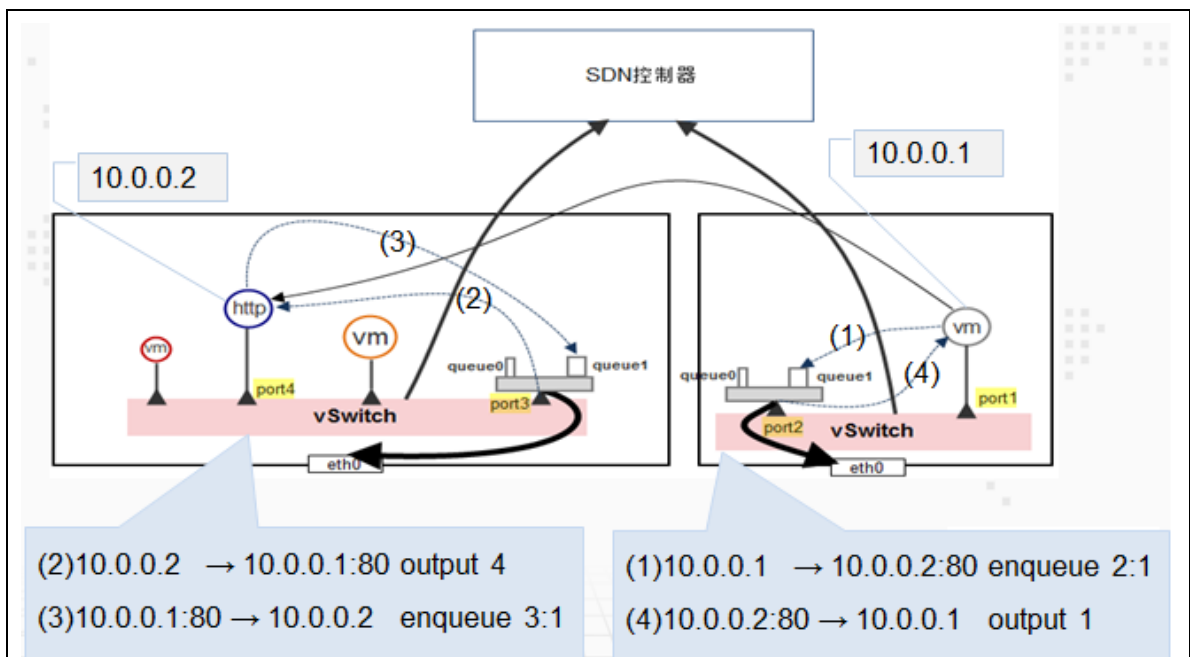 SDN控制器
10.0.0.2
10.0.0.1
(3)
(2)
(1)
(4)
http
vm
vm
vm
queue0
queue1
queue0
queue1
port4
port3
port2
port1
vSwitch
vSwitch
eth0
eth0
(2)10.0.0.2 → 10.0.0.1:80 output 4
(3)10.0.0.1:80 → 10.0.0.2 enqueue 3:1
(1)10.0.0.1 → 10.0.0.2:80 enqueue 2:1
(4)10.0.0.2:80 → 10.0.0.1 output 1